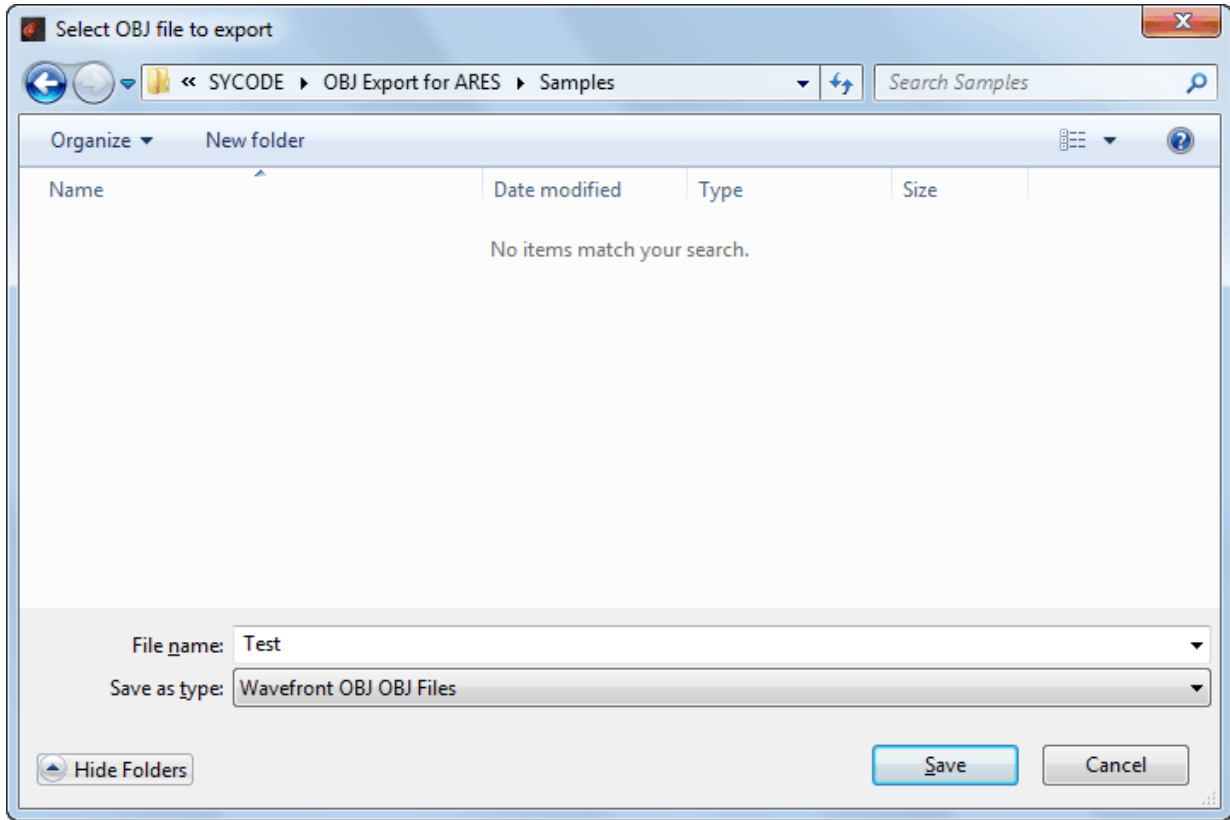 Select OBJ file to export
« SYCODE ▸ OBJ Export for ARES ▸ Samples
Search Samples
Organize
New folder
Name
Date modified
Type
Size
No items match your search.
File name: Test
Save as type: Wavefront OBJ OBJ Files
Hide Folders
Save
Cancel